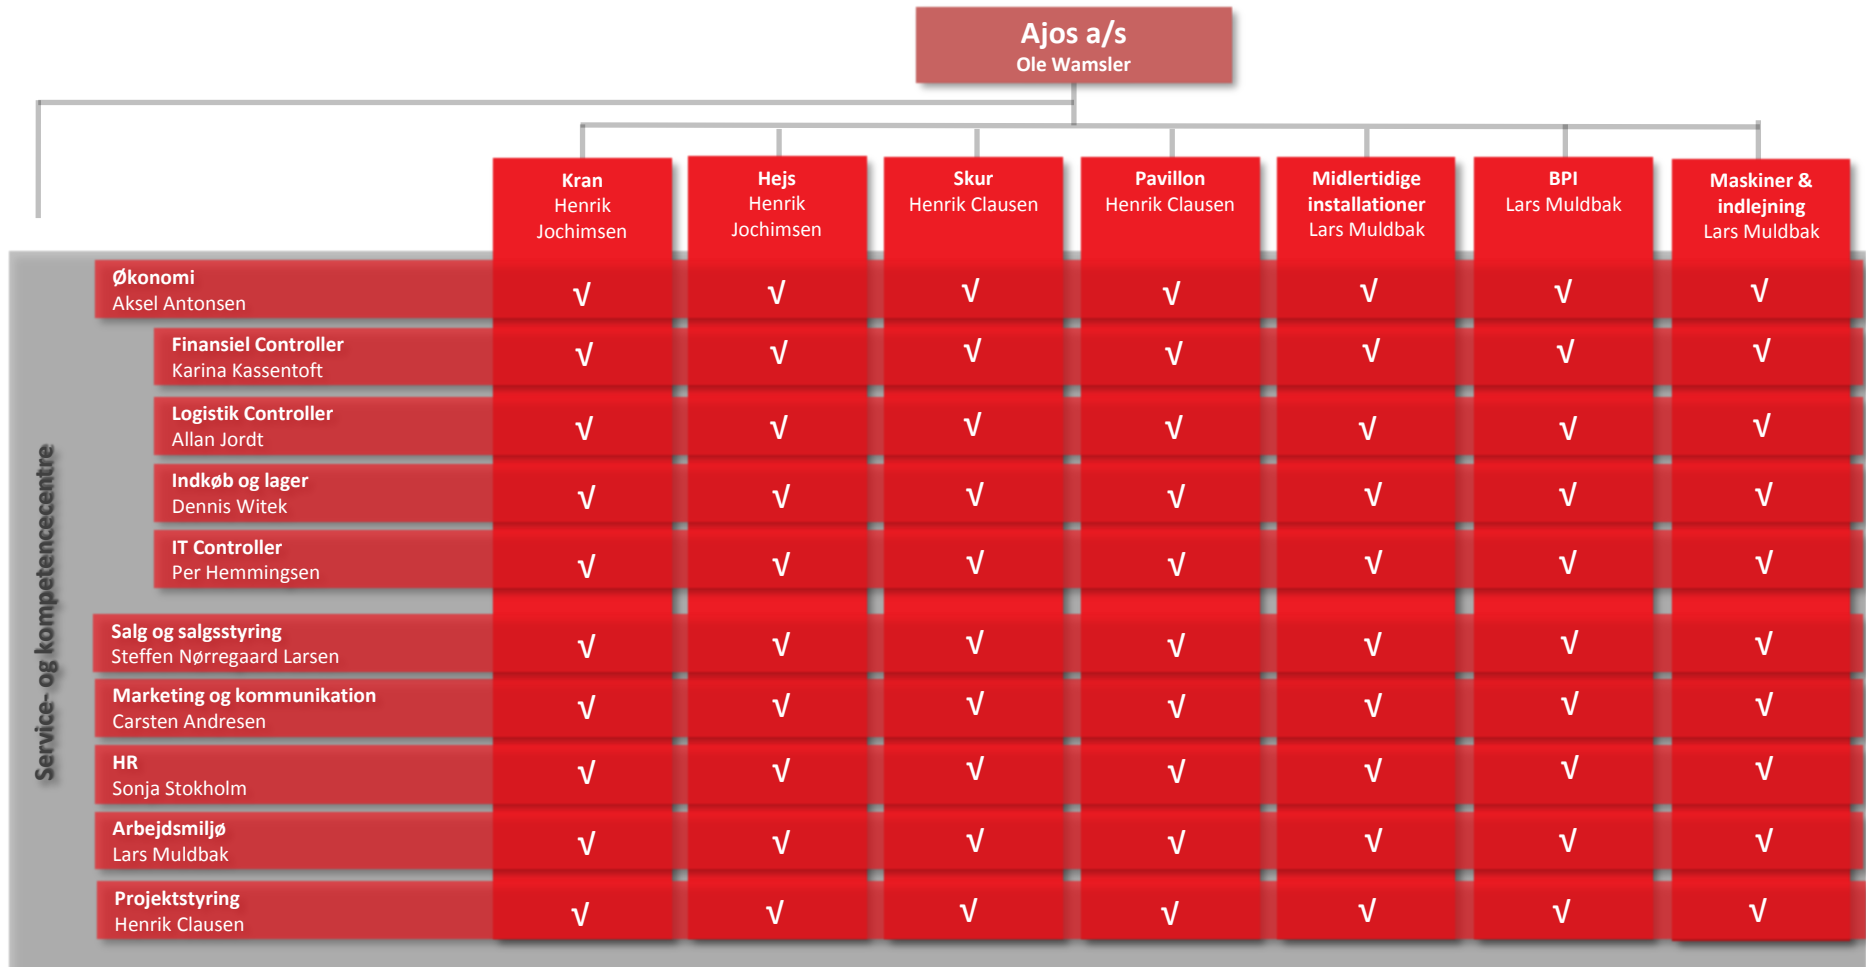 Ajos a/s
Ole Wamsler
Kran
Henrik
Jochimsen
Hejs
Henrik
Jochimsen
Skur
Henrik Clausen
Pavillon
Henrik Clausen
Midlertidige
installationer
Lars Muldbak
BPI
Lars Muldbak
Maskiner &
indlejning
Lars Muldbak
Service- og kompetencecentre
Økonomi
Aksel Antonsen
√ √ √ √ √ √ √
Finansiel Controller
Karina Kassentoft
√ √ √ √ √ √ √
Logistik Controller
Allan Jordt
√ √ √ √ √ √ √
Indkøb og lager
Dennis Witek
√ √ √ √ √ √ √
IT Controller
Per Hemmingsen
√ √ √ √ √ √ √
Salg og salgsstyring
Steffen Nørregaard Larsen
√ √ √ √ √ √ √
Marketing og kommunikation
Carsten Andresen
√ √ √ √ √ √ √
HR
Sonja Stokholm
√ √ √ √ √ √ √
Arbejdsmiljø
Lars Muldbak
√ √ √ √ √ √ √
Projektstyring
Henrik Clausen
√ √ √ √ √ √ √